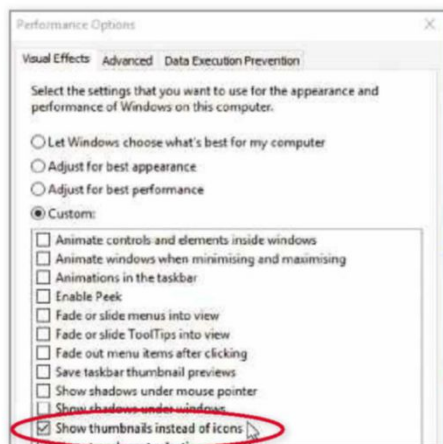 Performance Options
Visual Effects Advanced Data Execution Prevention
Select the settings that you want to use for the appearance and
performance of Windows on this computer.
Let Windows choose what's best for my computer
Adjust for best appearance
Adjust for best performance
Custom:
Animate controls and elements inside windows
Animate windows when minimising and maximising
Animations in the taskbar
Enable Peek
Fade or slide menus into view
Fade or slide ToolTips into view
Fade out menu items after clicking
Save taskbar thumbnail previews
Show shadows under mouse pointer
Show shadows under windows
Show thumbnails instead of icons